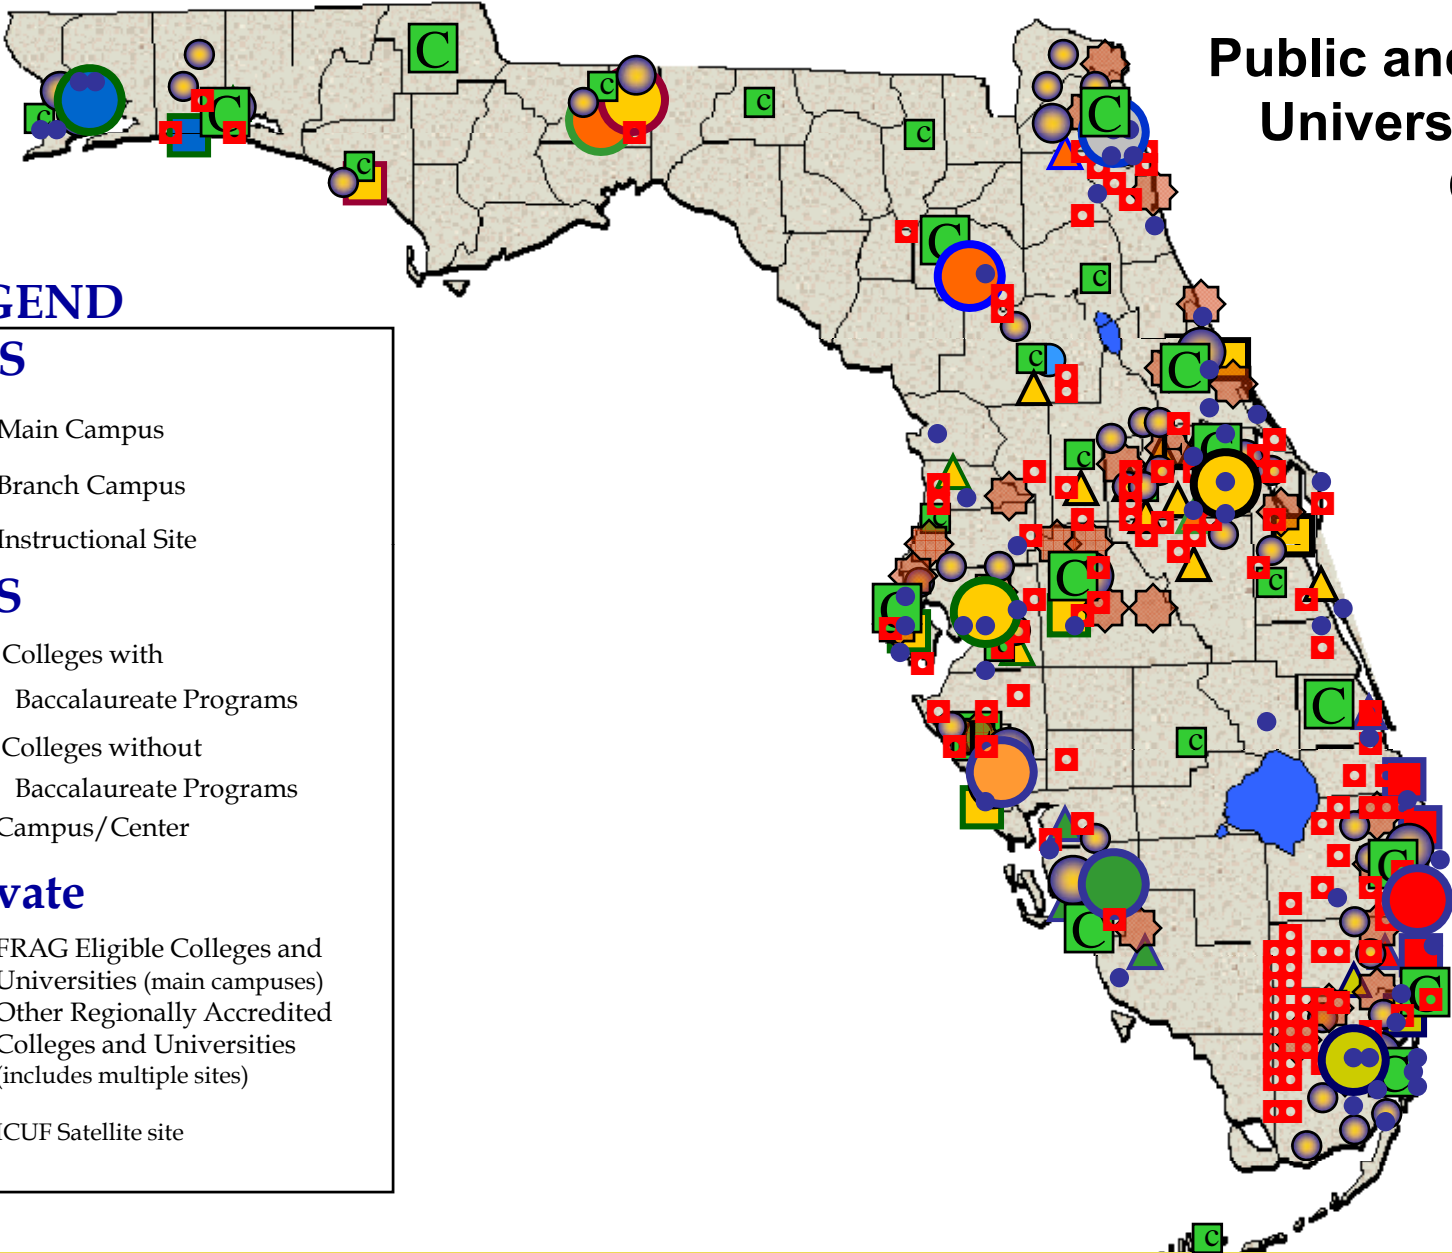 Public and
Univers
GEND
S
Main Campus
Branch Campus
Instructional Site
S
Colleges with
Baccalaureate Programs
Colleges without
Baccalaureate Programs
Campus/Center
vate
FRAG Eligible Colleges and
Universities (main campuses)
Other Regionally Accredited
Colleges and Universities
(includes multiple sites)
ICUF Satellite site
C
C
C
C
C
C
C
C
C
C
C
C
C
c
c
c
c
c
c
c
c
c
c
c
c